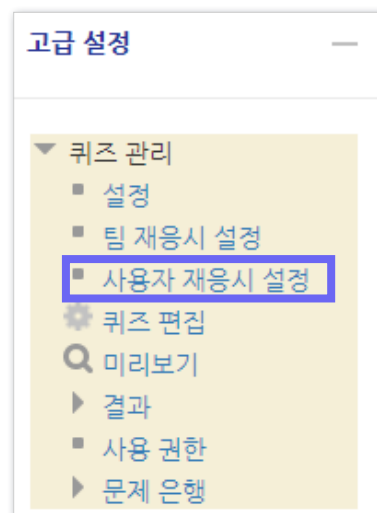 고급 설정
퀴즈 관리
설정
팀 재응시 설정
사용자 재응시 설정
퀴즈 편집
미리보기
결과
사용 권한
문제 은행